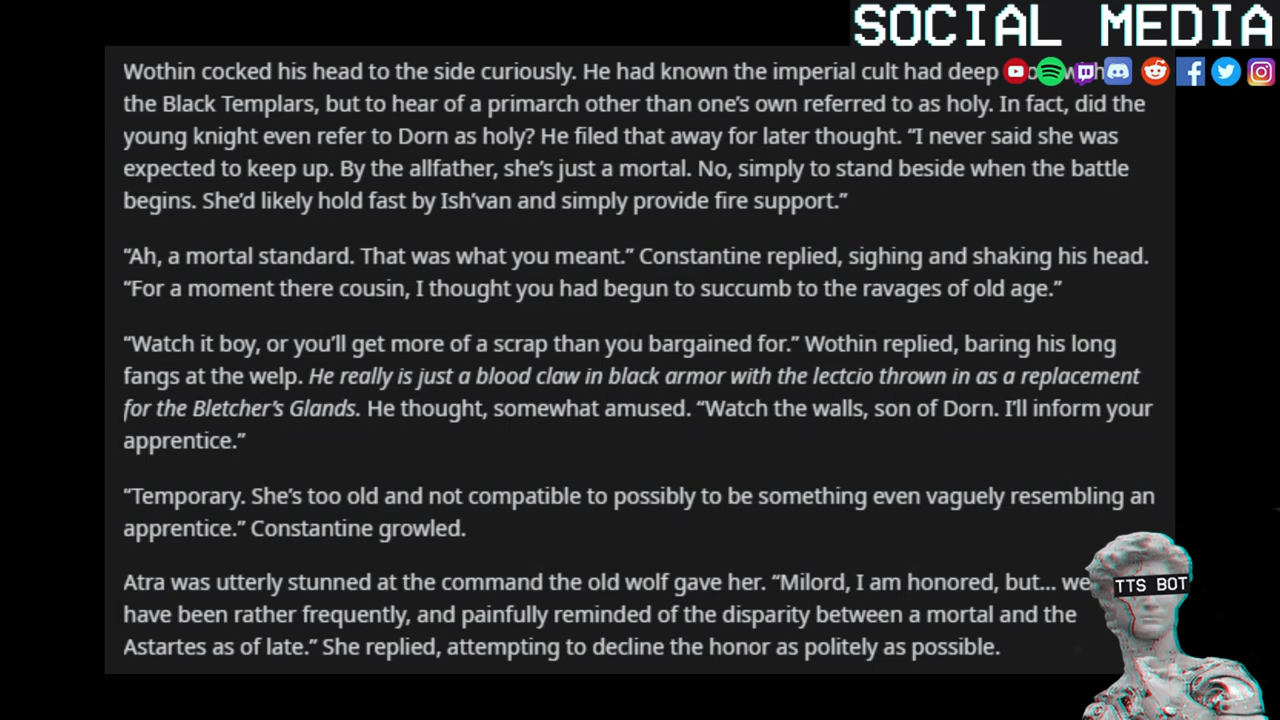 SOCIAL MEDIA
Wothin cocked his head to the side curiously. He had known the imperial cult had deep
the Black Templars, but to hear of a primarch other than one’s own referred to as holy. In fact, did the
young knight even refer to Dorn as holy? He filed that away for later thought. “I never said she was
expected to keep up. By the allfather, she’s just a mortal. No, simply to stand beside when the battle
begins. She’d likely hold fast by Ish’van and simply provide fire support.”
“Ah, a mortal standard. That was what you meant.” Constantine replied, sighing and shaking his head.
“For a moment there cousin, I thought you had begun to succumb to the ravages of old age.”
“Watch it boy, or you’ll get more of a scrap than you bargained for.” Wothin replied, baring his long
fangs at the welp. He really is just a blood claw in black armor with the lectcio thrown in as a replacement
for the Bletcher’s Glands. He thought, somewhat amused. “Watch the walls, son of Dorn. I’ll inform your
apprentice.”
“Temporary. She’s too old and not compatible to possibly to be something even vaguely resembling an
apprentice.” Constantine growled.
Atra was utterly stunned at the command the old wolf gave her. “Milord, I am honored, but... we
have been rather frequently, and painfully reminded of the disparity between a mortal and the
Astartes as of late.” She replied, attempting to decline the honor as politely as possible.
TTS BOT